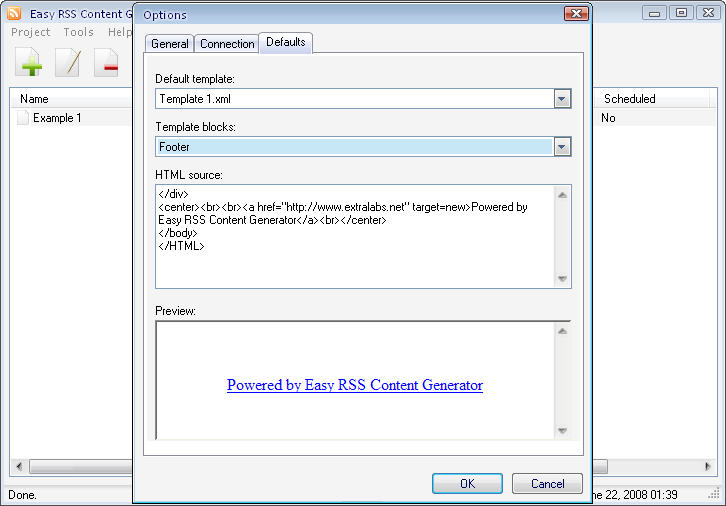 Easy RSS Content G
Options
Project Tools Help
General Connection Defaults
Default template:
Template 1.xml
Name
Scheduled
Example 1
No
Template blocks:
Footer
HTML source:
</div>
<center><br><br><a href="http://www.extralabs.net" target=new>Powered by
Easy RSS Content Generator</a><br></center>
</body>
</HTML>
Preview:
Powered by Easy RSS Content Generator
OK Cancel
Done.
ne 22, 2008 01:39